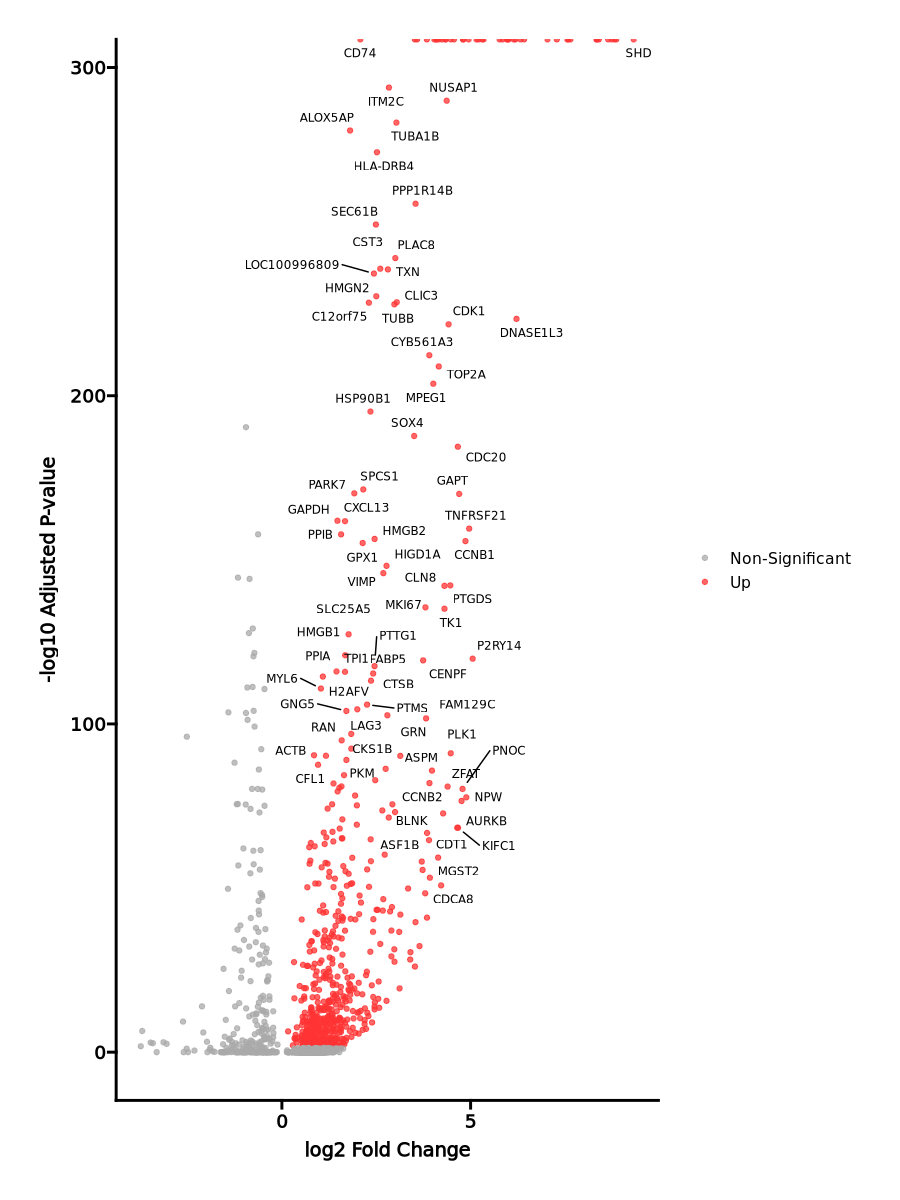 300
CD74
SHD
NUSAP1
ITM2C
ALOX5AP
TUBA1B
HLA-DRB4
PPP1R14B
SEC61B
CST3
PLAC8
LOC100996809
TXN
HMGN2
CLIC3
C12orf75
TUBB
CDK1
DNASE1L3
CYB561A3
TOP2A
200
HSP90B1
MPEG1
SOX4
CDC20
SPCS1
PARK7
GAPT
GAPDH
CXCL13
TNFRSF21
PPIB
HMGB2
GPX1
HIGD1A
CCNB1
VIMP
CLN8
PTGDS
SLC25A5
MKI67
TK1
HMGB1
PTTG1
P2RY14
PPIA
TPI1
FABP5
CENPF
MYL6
CTSB
H2AFV
GNG5
PTMS
FAM129C
100
RAN
LAG3
GRN
PLK1
ACTB
CKS1B
ASPM
PNOC
CFL1
PKM
ZFAT
CCNB2
NPW
BLNK
AURKB
ASF1B
CDT1
KIFC1
MGST2
CDCA8
0
0
5
log2 Fold Change
-log10 Adjusted P-value
Non-Significant
Up